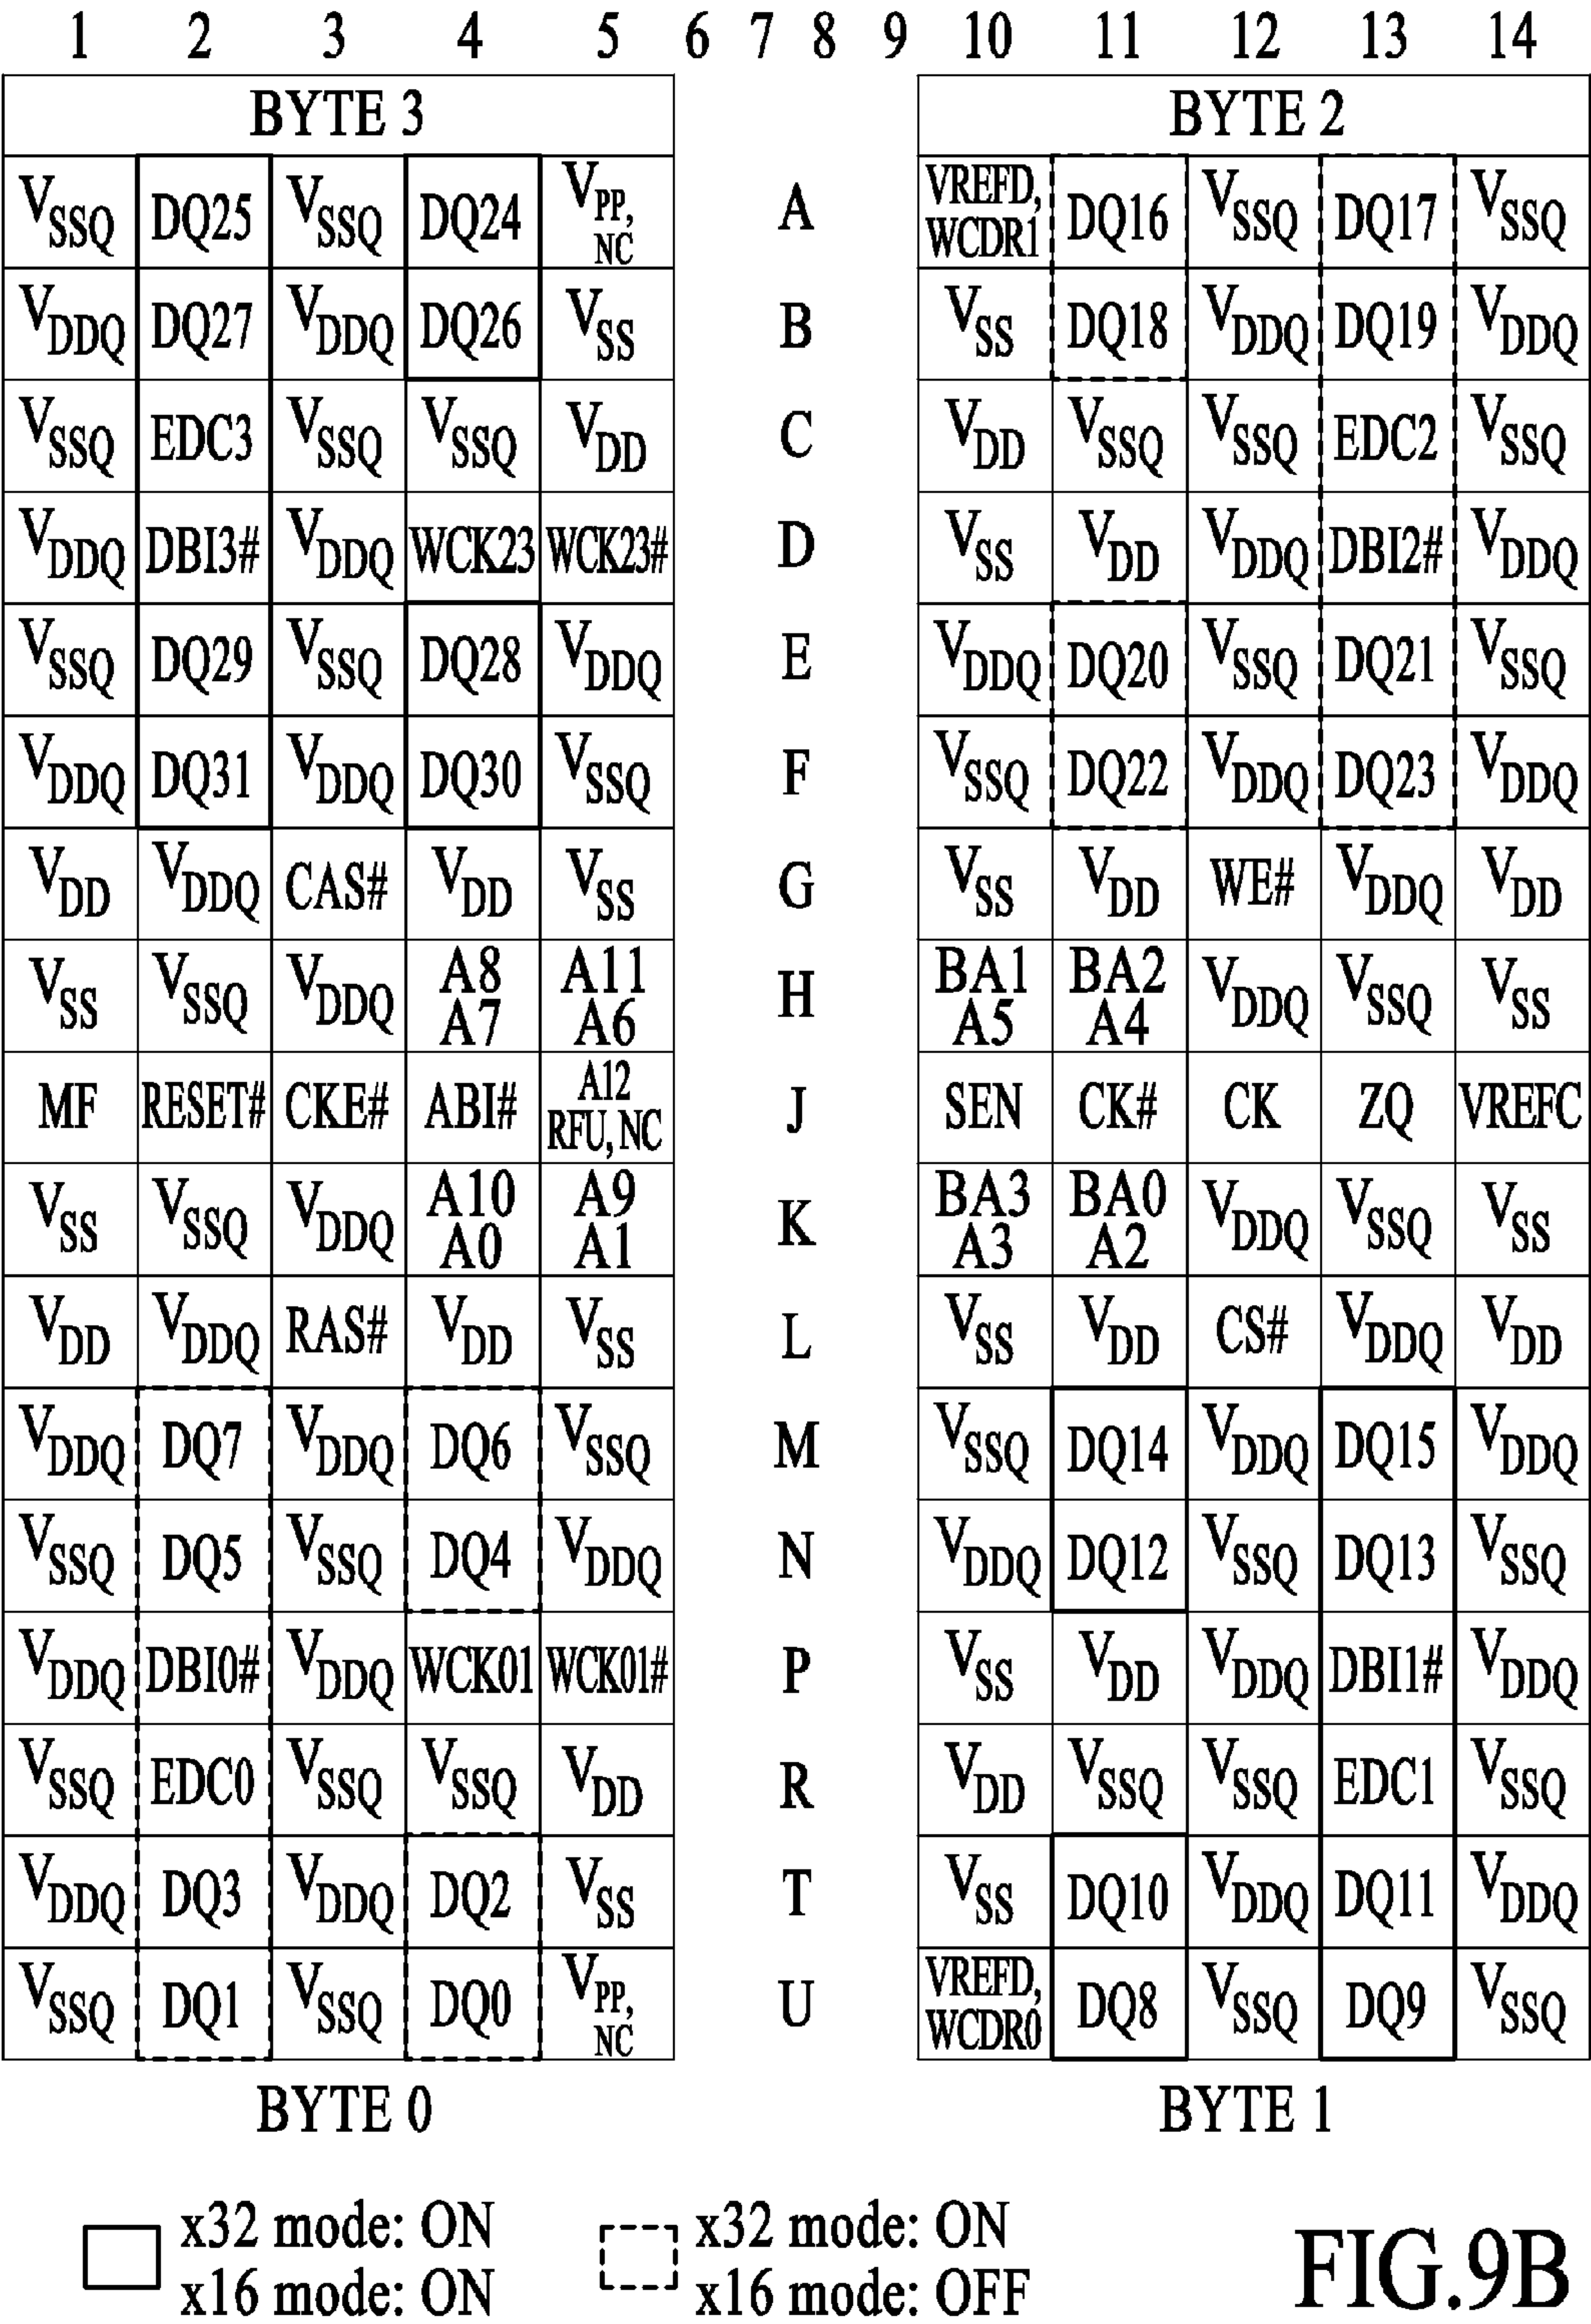 1 2 3 4 5 6 7 8 9 10 11 12 13 14
BYTE 3 BYTE 2
VSSQ DQ25 VSSQ DQ24 VPP, NC A VREFD, WCDR1 DQ16 VSSQ DQ17 VSSQ
VDDQ DQ27 VDDQ DQ26 VSS B VSS DQ18 VDDQ DQ19 VDDQ
VSSQ EDC3 VSSQ VSSQ VDD C VDD VSSQ VSSQ EDC2 VSSQ
VDDQ DBI3# VDDQ WCK23 WCK23# D VSS VDD VDDQ DBI2# VDDQ
VSSQ DQ29 VSSQ DQ28 VDDQ E VDDQ DQ20 VSSQ DQ21 VSSQ
VDDQ DQ31 VDDQ DQ30 VSSQ F VSSQ DQ22 VDDQ DQ23 VDDQ
VDD VDDQ CAS# VDD VSS G VSS VDD WE# VDDQ VDD
VSS VSSQ VDDQ A8 A7 A11 A6 H BA1 A5 BA2 A4 VDDQ VSSQ VSS
MF RESET# CKE# ABI# A12 RFU, NC J SEN CK# CK ZQ VREFC
VSS VSSQ VDDQ A10 A0 A9 A1 K BA3 A3 BA0 A2 VDDQ VSSQ VSS
VDD VDDQ RAS# VDD VSS L VSS VDD CS# VDDQ VDD
VDDQ DQ7 VDDQ DQ6 VSSQ M VSSQ DQ14 VDDQ DQ15 VDDQ
VSSQ DQ5 VSSQ DQ4 VDDQ N VDDQ DQ12 VSSQ DQ13 VSSQ
VDDQ DBI0# VDDQ WCK01 WCK01# P VSS VDD VDDQ DBI1# VDDQ
VSSQ EDC0 VSSQ VSSQ VDD R VDD VSSQ VSSQ EDC1 VSSQ
VDDQ DQ3 VDDQ DQ2 VSS T VSS DQ10 VDDQ DQ11 VDDQ
VSSQ DQ1 VSSQ DQ0 VPP, NC U VREFD, WCDR0 DQ8 VSSQ DQ9 VSSQ
BYTE 0 BYTE 1
x32 mode: ON x32 mode: ON
x16 mode: ON x16 mode: OFF
FIG.9B